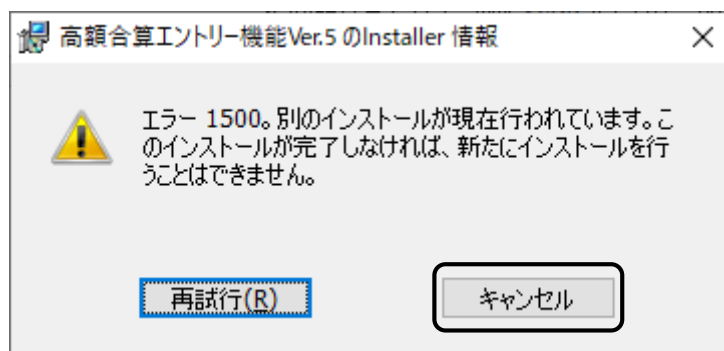 高額合算エントリー機能Ver.5 のInstaller 情報
エラー 1500。別のインストールが現在行われています。こ
のインストールが完了しなければ、新たにインストールを行
うことはできません。
再試行(R)
キャンセル